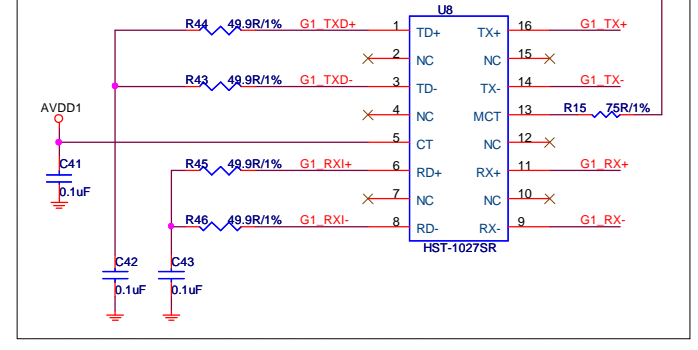 U8
R44 49.9R/1% G1_TXD+ 1 TD+ TX+ 16 G1_TX+
2 NC NC 15
R43 49.9R/1% G1_TXD- 3 TD- TX- 14 G1_TX-
AVDD1 4 NC MCT 13 R15 75R/1%
5 CT NC 12
C41 R45 49.9R/1% G1_RXI+ 6 RD+ RX+ 11 G1_RX+
0.1uF 7 NC NC 10
R46 49.9R/1% G1_RXI- 8 RD- RX- 9 G1_RX-
HST-1027SR
C42 C43
0.1uF 0.1uF